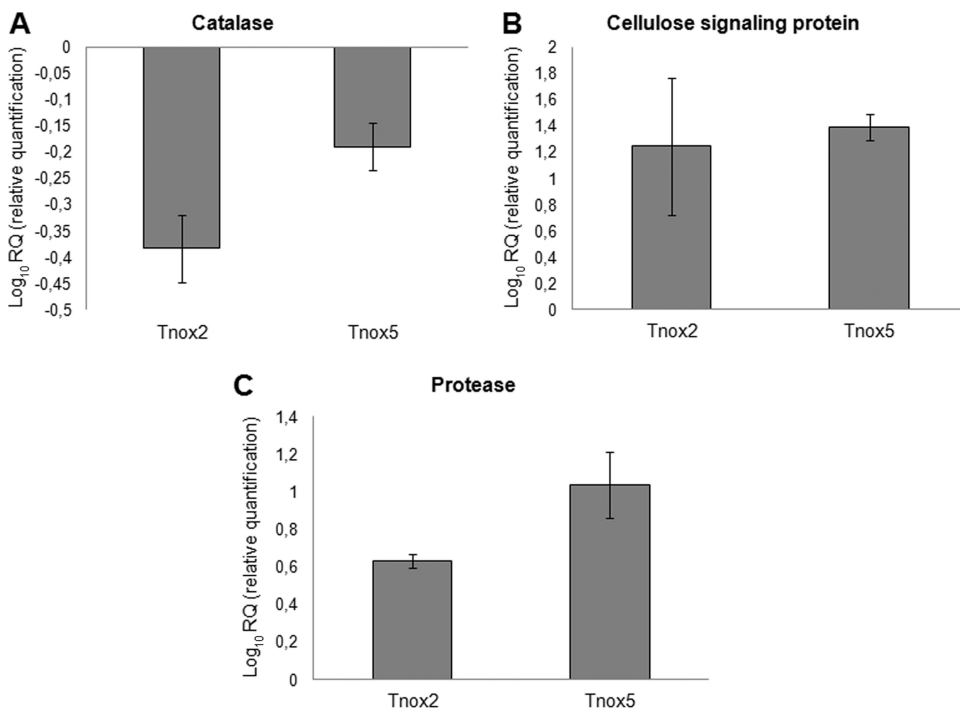 A
Catalase
Log10 RQ (relative quantification)
0
-0,05
-0,1
-0,15
-0,2
-0,25
-0,3
-0,35
-0,4
-0,45
-0,5
Tnox2 Tnox5
B
Cellulose signaling protein
Log10 RQ (relative quantification)
2
1,8
1,6
1,4
1,2
1
0,8
0,6
0,4
0,2
0
Tnox2 Tnox5
C
Protease
Log10 RQ (relative quantification)
1,4
1,2
1
0,8
0,6
0,4
0,2
0
Tnox2 Tnox5